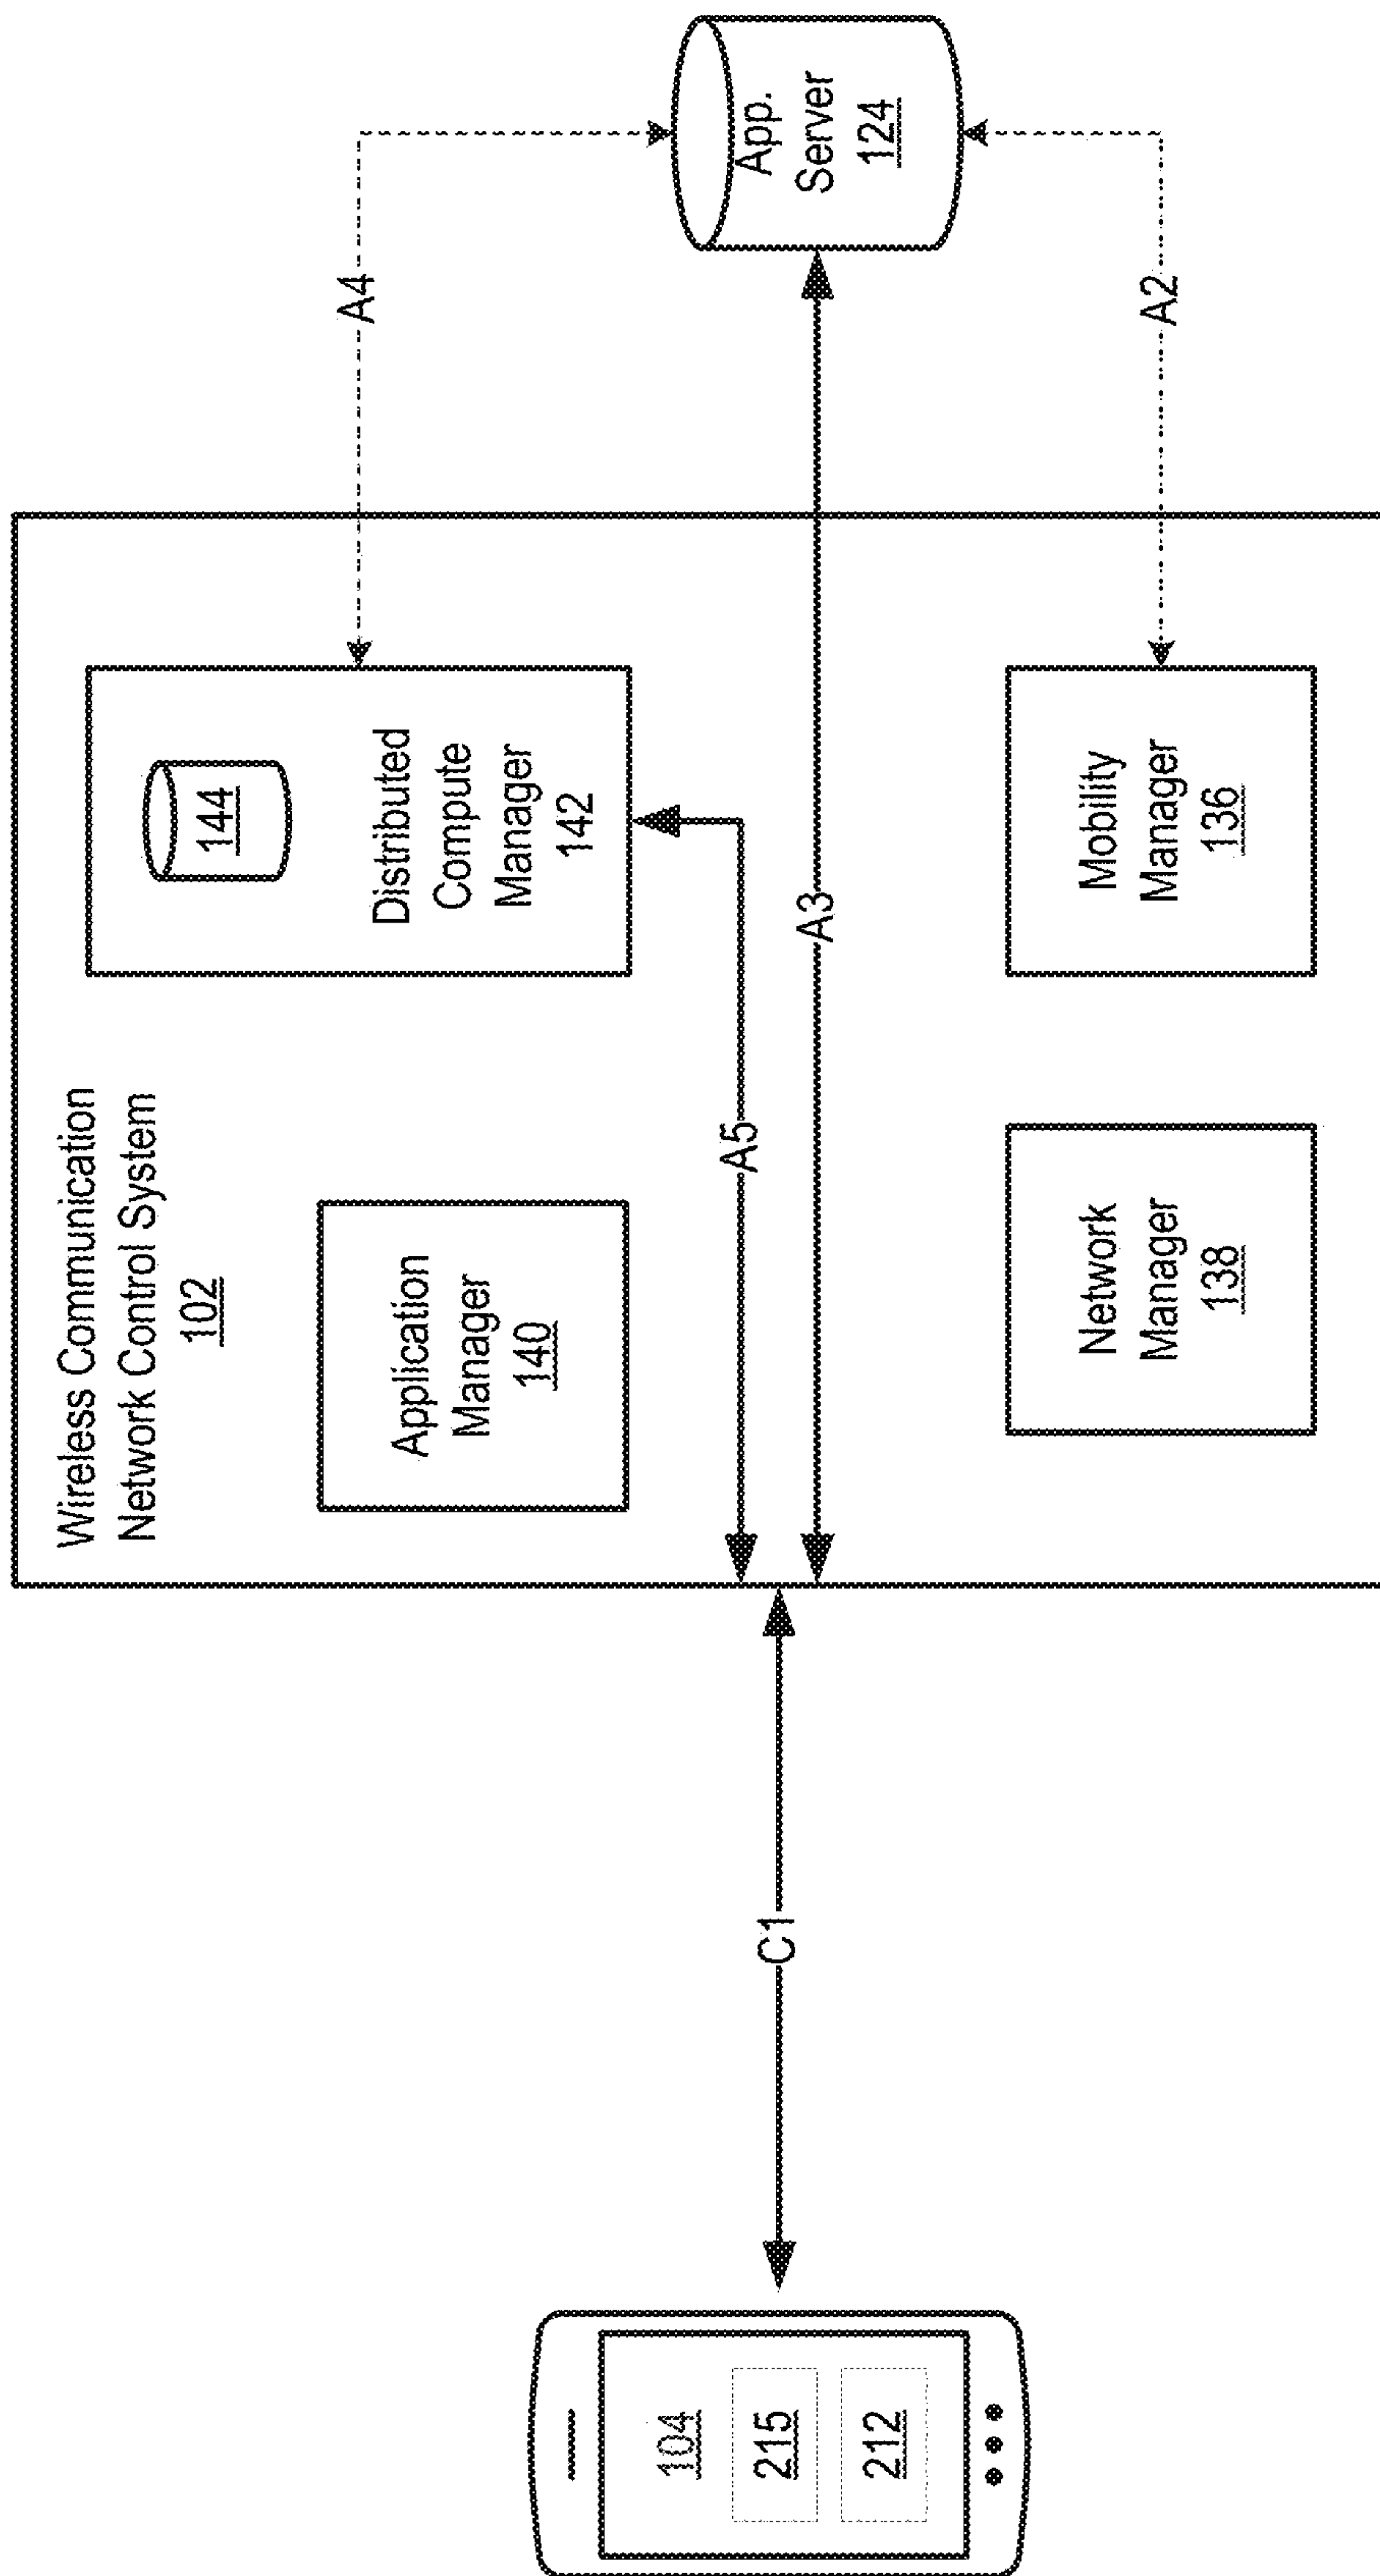 Wireless Communication
Network Control System
102
Application
Manager
140
144
Distributed
Compute
Manager
142
A4
A5
A3
C1
104
215
212
App.
Server
124
Network
Manager
138
Mobility
Manager
136
A2